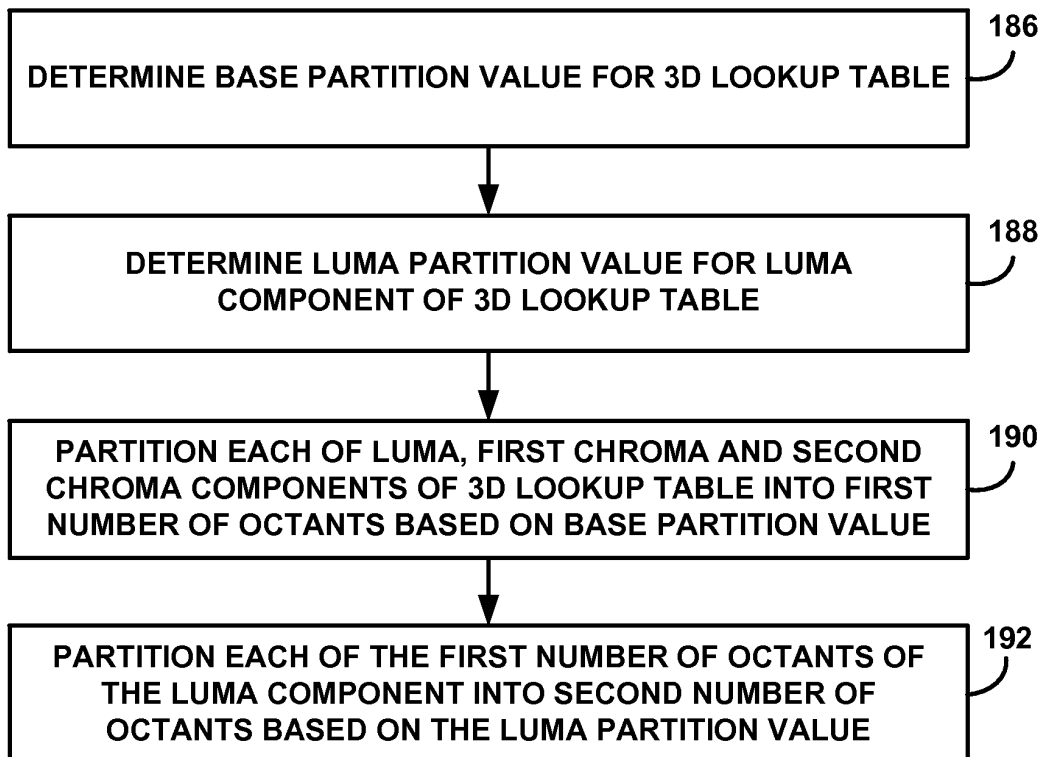 186
DETERMINE BASE PARTITION VALUE FOR 3D LOOKUP TABLE
188
DETERMINE LUMA PARTITION VALUE FOR LUMA
COMPONENT OF 3D LOOKUP TABLE
190
PARTITION EACH OF LUMA, FIRST CHROMA AND SECOND
CHROMA COMPONENTS OF 3D LOOKUP TABLE INTO FIRST
NUMBER OF OCTANTS BASED ON BASE PARTITION VALUE
192
PARTITION EACH OF THE FIRST NUMBER OF OCTANTS OF
THE LUMA COMPONENT INTO SECOND NUMBER OF
OCTANTS BASED ON THE LUMA PARTITION VALUE